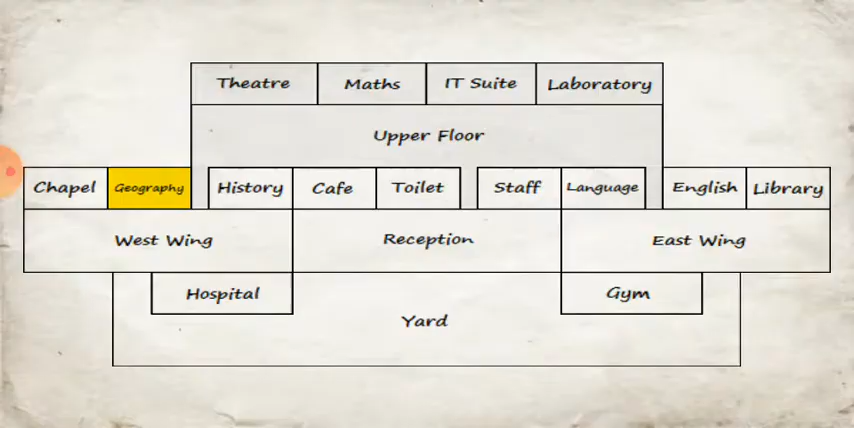 Theatre Maths IT Suite Laboratory
Upper Floor
Chapel Geography History Cafe Toilet Staff Language English Library
West Wing Reception East Wing
Hospital Gym
Yard